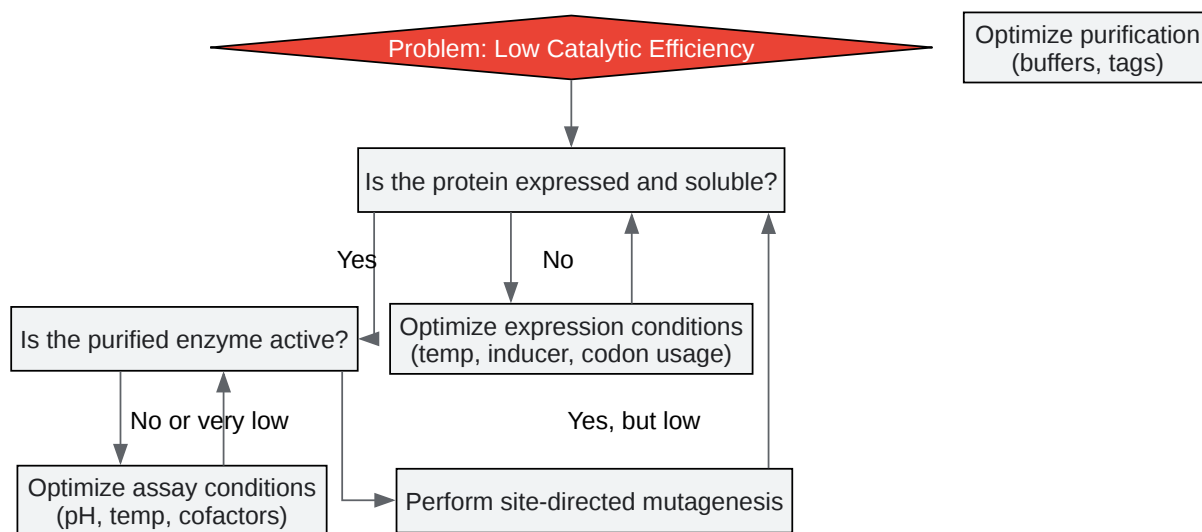 Problem: Low Catalytic Efficiency
Optimize purification
(buffers, tags)
Is the protein expressed and soluble?
Yes
No
Is the purified enzyme active?
Optimize expression conditions
(temp, inducer, codon usage)
No or very low
Yes, but low
Optimize assay conditions
(pH, temp, cofactors)
Perform site-directed mutagenesis